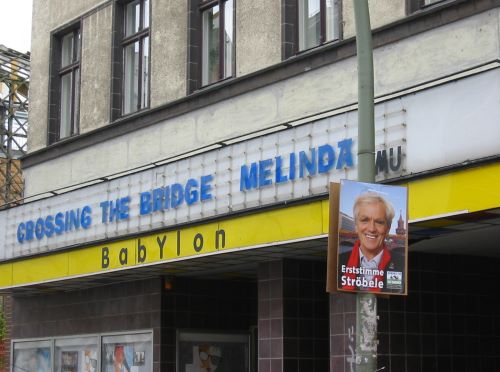 CROSSING THE BRIDGE MELINDA MU
BabYlon
Erststimme
Ströbele